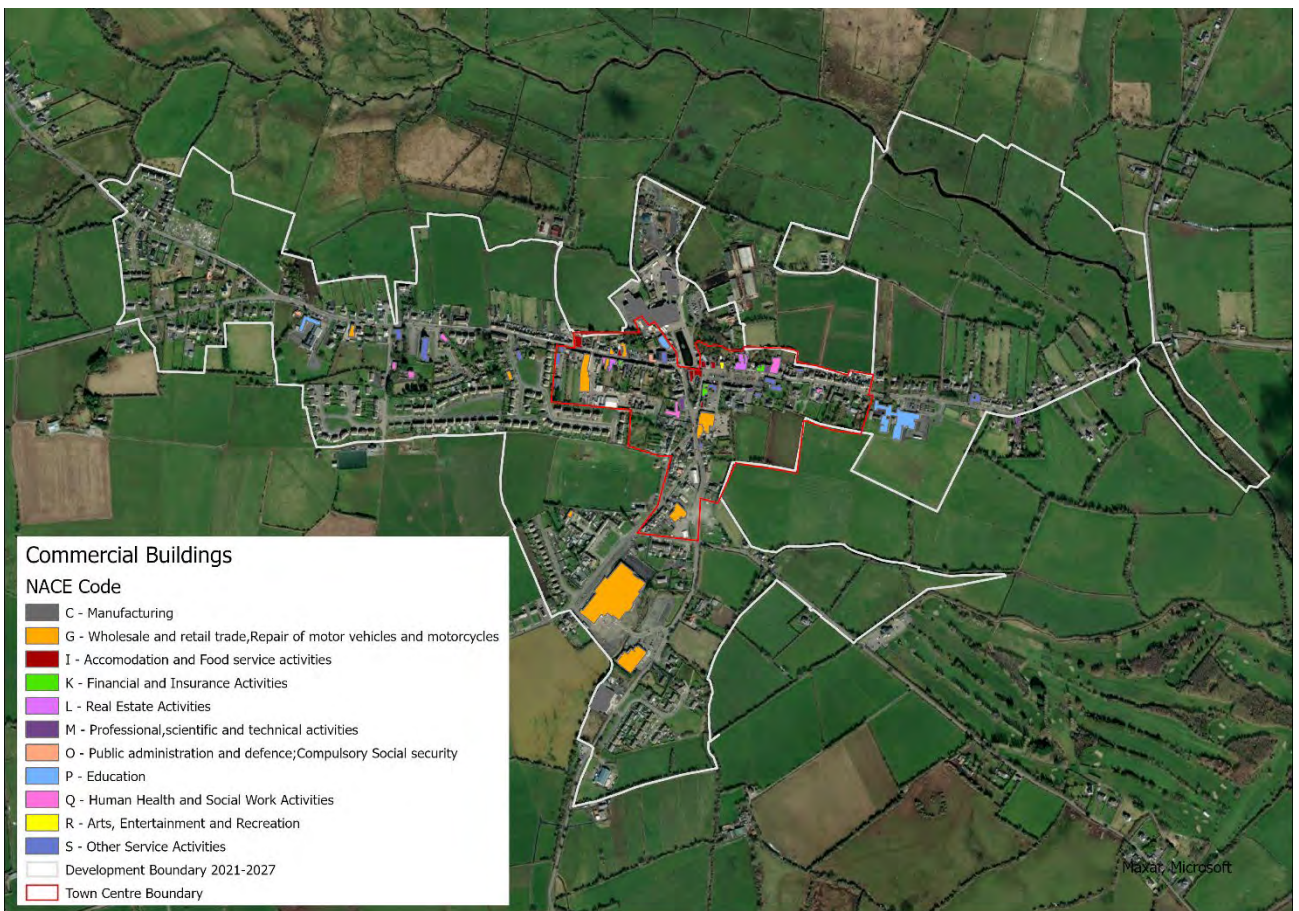 Commercial Buildings
NACE Code
C - Manufacturing
G - Wholesale and retail trade,Repair of motor vehicles and motorcycles
I - Accomodation and Food service activities
K - Financial and Insurance Activities
L - Real Estate Activities
M - Professional,scientific and technical activities
O - Public administration and defence;Compulsory Social security
P - Education
Q - Human Health and Social Work Activities
R - Arts, Entertainment and Recreation
S - Other Service Activities
Development Boundary 2021-2027
Town Centre Boundary
Maxar, Microsoft